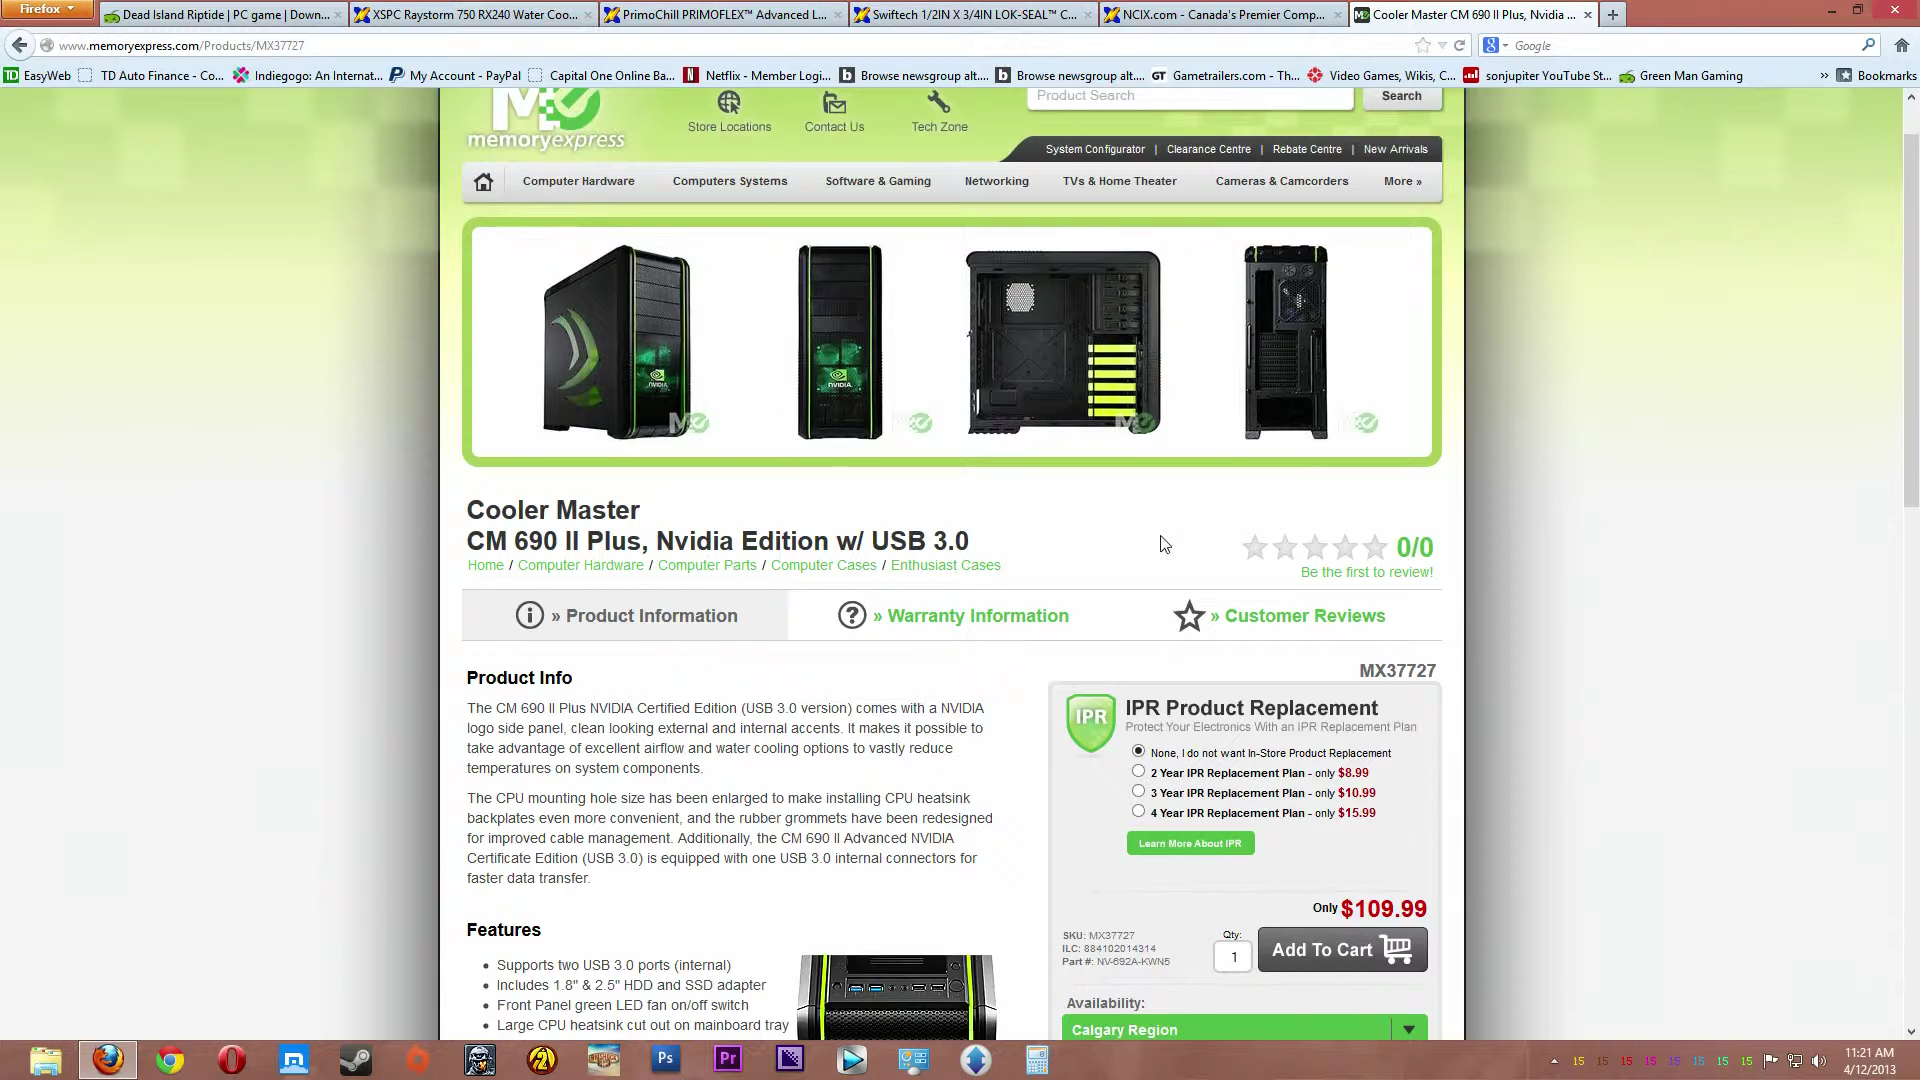 Firefox
Dead Island Riptide | PC game | Down...
XSPC Raystorm 750 RX240 Water Coo...
PrimoChill PRIMOFLEX™ Advanced L...
Swiftech 1/2IN X 3/4IN LOK-SEAL™ C...
NCIX.com - Canada's Premier Comp...
Cooler Master CM 690 II Plus, Nvidia ...
www.memoryexpress.com/Products/MX37727
Google
EasyWeb
TD Auto Finance - Co...
Indiegogo: An Internat...
My Account - PayPal
Capital One Online Ba...
Netflix - Member Logi...
Browse newsgroup alt....
Browse newsgroup alt....
Gametrailers.com - Th...
Video Games, Wikis, C...
sonjupiter YouTube St...
Green Man Gaming
»
Bookmarks
memoryexpress
Store Locations
Contact Us
Tech Zone
Product Search
Search
System Configurator | Clearance Centre | Rebate Centre | New Arrivals
Computer Hardware
Computers Systems
Software & Gaming
Networking
TVs & Home Theater
Cameras & Camcorders
More »
Cooler Master
CM 690 II Plus, Nvidia Edition w/ USB 3.0
Home / Computer Hardware / Computer Parts / Computer Cases / Enthusiast Cases
0/0
Be the first to review!
» Product Information
» Warranty Information
» Customer Reviews
Product Info
The CM 690 II Plus NVIDIA Certified Edition (USB 3.0 version) comes with a NVIDIA
logo side panel, clean looking external and internal accents. It makes it possible to
take advantage of excellent airflow and water cooling options to vastly reduce
temperatures on system components.
The CPU mounting hole size has been enlarged to make installing CPU heatsink
backplates even more convenient, and the rubber grommets have been redesigned
for improved cable management. Additionally, the CM 690 II Advanced NVIDIA
Certificate Edition (USB 3.0) is equipped with one USB 3.0 internal connectors for
faster data transfer.
Features
• Supports two USB 3.0 ports (internal)
• Includes 1.8" & 2.5" HDD and SSD adapter
• Front Panel green LED fan on/off switch
• Large CPU heatsink cut out on mainboard tray
MX37727
IPR
IPR Product Replacement
Protect Your Electronics With an IPR Replacement Plan
None, I do not want In-Store Product Replacement
2 Year IPR Replacement Plan - only $8.99
3 Year IPR Replacement Plan - only $10.99
4 Year IPR Replacement Plan - only $15.99
Learn More About IPR
Only $109.99
SKU: MX37727
ILC: 884102014314
Part #: NV-692A-KWN5
Qty:
1
Add To Cart
Availability:
Calgary Region
15 15 15 15 15 15 15 15
11:21 AM
4/12/2013